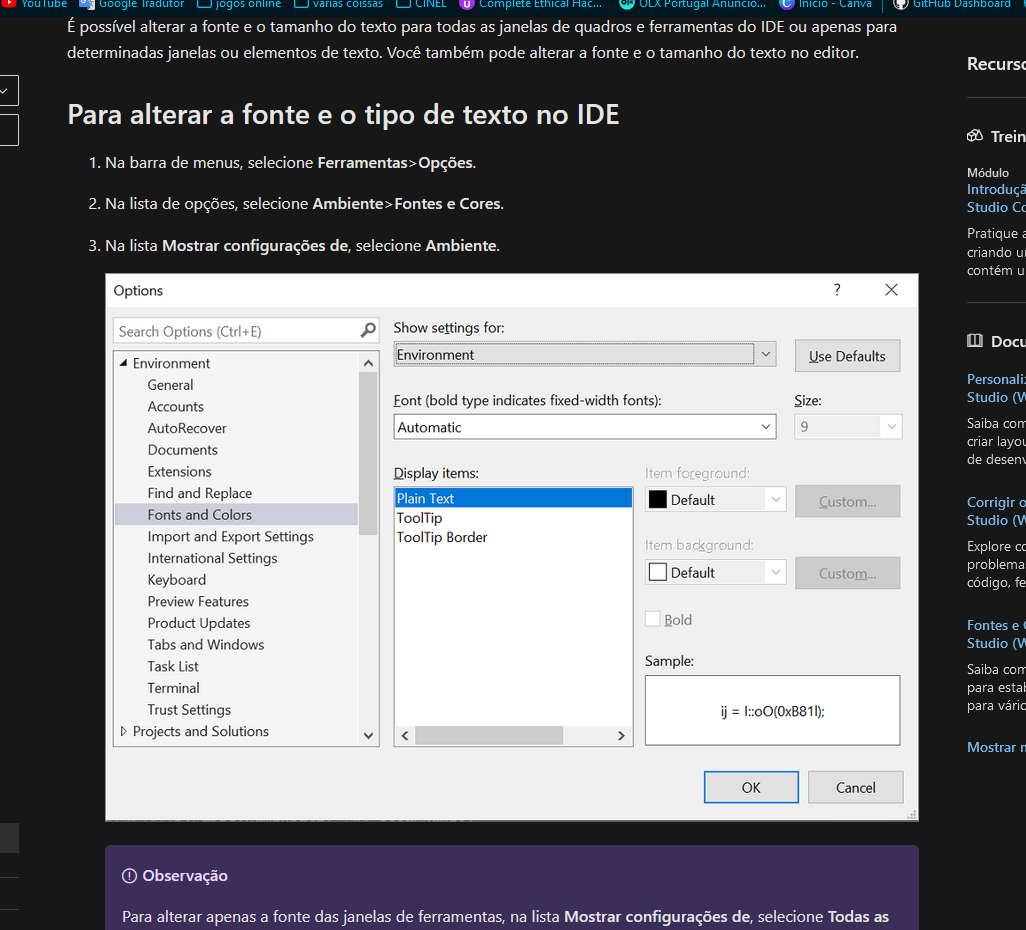 YouTube Google Tradutor jogos online varias coissas CINEL Complete Ethical Hac... OLX Portugal Anúncio... Início - Canva GitHub Dashboard
É possível alterar a fonte e o tamanho do texto para todas as janelas de quadros e ferramentas do IDE ou apenas para
determinadas janelas ou elementos de texto. Você também pode alterar a fonte e o tamanho do texto no editor.
Para alterar a fonte e o tipo de texto no IDE
1. Na barra de menus, selecione Ferramentas>Opções.
2. Na lista de opções, selecione Ambiente>Fontes e Cores.
3. Na lista Mostrar configurações de, selecione Ambiente.
Options ?
Search Options (Ctrl+E)
Environment
General
Accounts
AutoRecover
Documents
Extensions
Find and Replace
Fonts and Colors
Import and Export Settings
International Settings
Keyboard
Preview Features
Product Updates
Tabs and Windows
Task List
Terminal
Trust Settings
Projects and Solutions
Show settings for:
Environment
Use Defaults
Font (bold type indicates fixed-width fonts):
Automatic
Size:
9
Display items:
Plain Text
ToolTip
ToolTip Border
Item foreground:
Default
Custom...
Item background:
Default
Custom...
Bold
Sample:
ij = I::oO(0xB81l);
OK
Cancel
Observação
Para alterar apenas a fonte das janelas de ferramentas, na lista Mostrar configurações de, selecione Todas as
Recurso
Trein
Módulo
Introduçã
Studio Co
Pratique a
criando u
contém u
Docu
Personaliz
Studio (W
Saiba com
criar layou
de desenv
Corrigir o
Studio (W
Explore co
problemas
código, fe
Fontes e C
Studio (W
Saiba com
para estab
para vário
Mostrar m